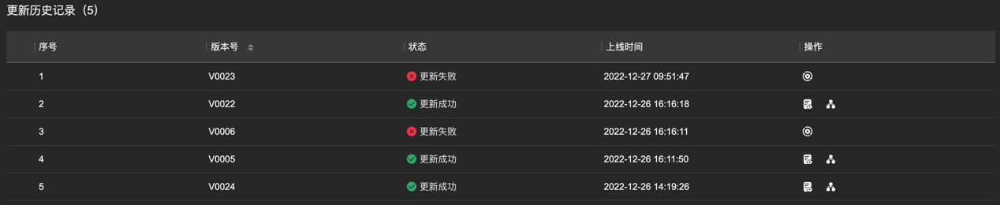 更新历史记录（5）
序号 版本号 状态 上线时间 操作
1 V0023 更新失败 2022-12-27 09:51:47
2 V0022 更新成功 2022-12-26 16:16:18
3 V0006 更新失败 2022-12-26 16:16:11
4 V0005 更新成功 2022-12-26 16:11:50
5 V0024 更新成功 2022-12-26 14:19:26